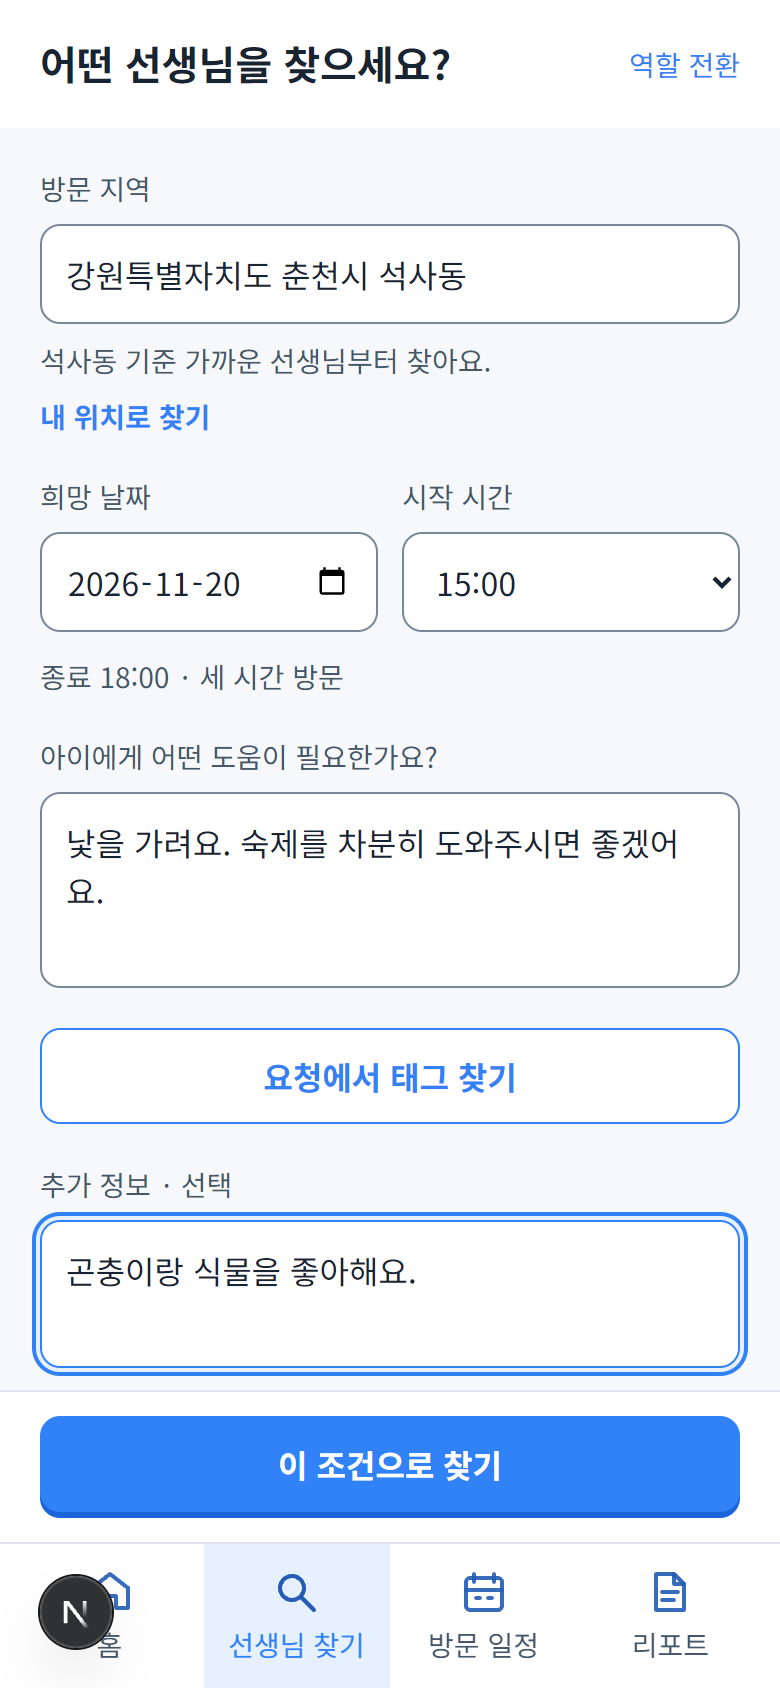 어떤 선생님을 찾으세요?
역할 전환
방문 지역
강원특별자치도 춘천시 석사동
석사동 기준 가까운 선생님부터 찾아요.
내 위치로 찾기
희망 날짜
시작 시간
2026-11-20
15:00
종료 18:00 · 세 시간 방문
아이에게 어떤 도움이 필요한가요?
낯을 가려요. 숙제를 차분히 도와주시면 좋겠어
요.
요청에서 태그 찾기
추가 정보 · 선택
곤충이랑 식물을 좋아해요.
이 조건으로 찾기
N
홈
선생님 찾기
방문 일정
리포트